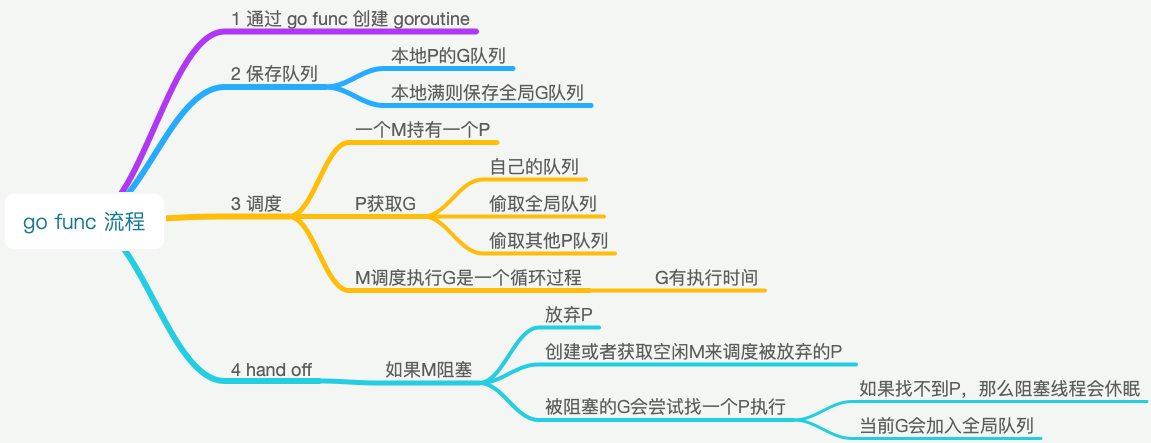 go func 流程
1 通过 go func 创建 goroutine
2 保存队列
本地P的G队列
本地满则保存全局G队列
3 调度
一个M持有一个P
P获取G
自己的队列
偷取全局队列
偷取其他P队列
M调度执行G是一个循环过程
G有执行时间
4 hand off
如果M阻塞
放弃P
创建或者获取空闲M来调度被放弃的P
被阻塞的G会尝试找一个P执行
如果找不到P，那么阻塞线程会休眠
当前G会加入全局队列